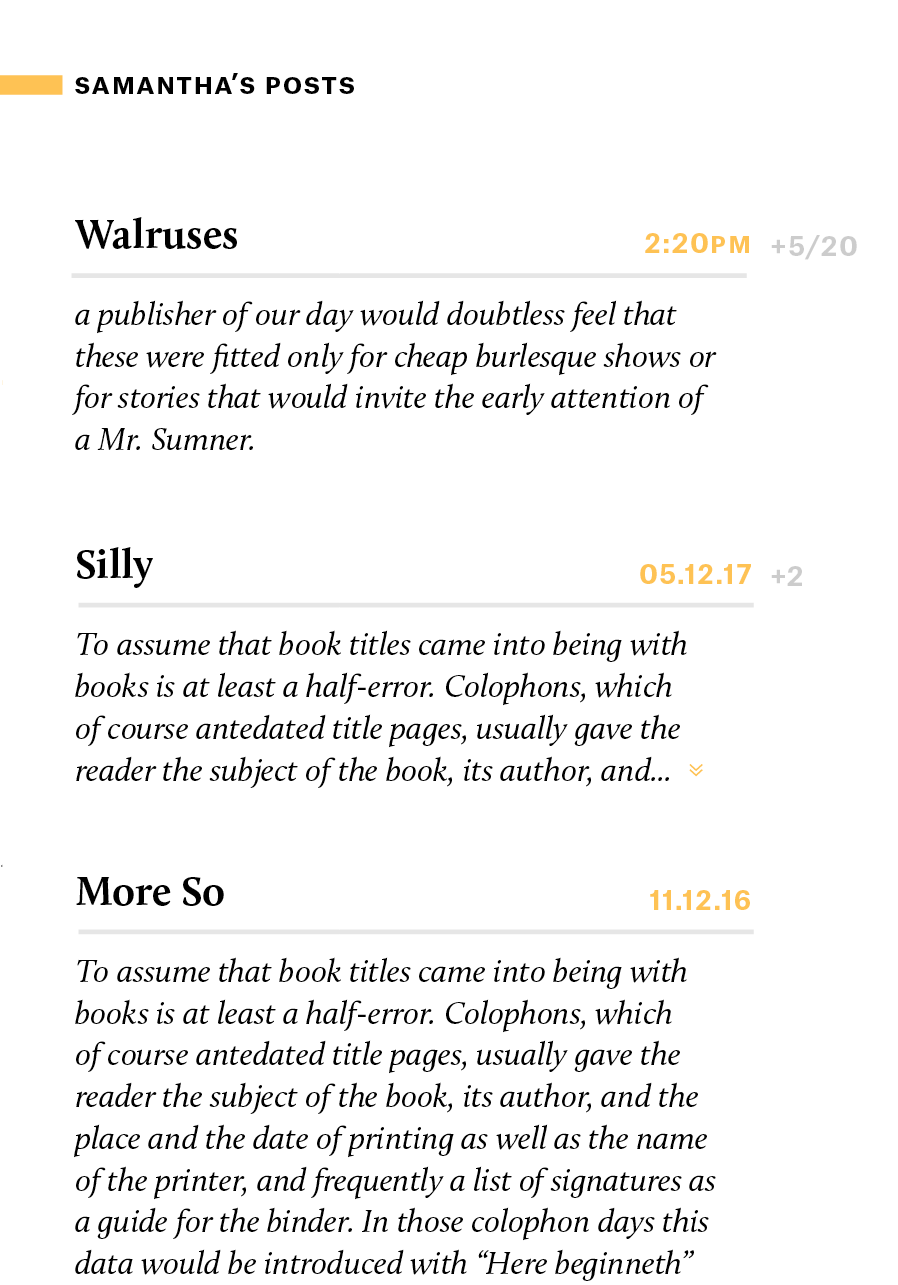 SAMANTHA’S POSTS
Walruses
2:20PM +5/20
a publisher of our day would doubtless feel that
these were fitted only for cheap burlesque shows or
for stories that would invite the early attention of
a Mr. Sumner.
Silly
05.12.17 +2
To assume that book titles came into being with
books is at least a half-error. Colophons, which
of course antedated title pages, usually gave the
reader the subject of the book, its author, and...
More So
11.12.16
To assume that book titles came into being with
books is at least a half-error. Colophons, which
of course antedated title pages, usually gave the
reader the subject of the book, its author, and the
place and the date of printing as well as the name
of the printer, and frequently a list of signatures as
a guide for the binder. In those colophon days this
data would be introduced with “Here beginneth”